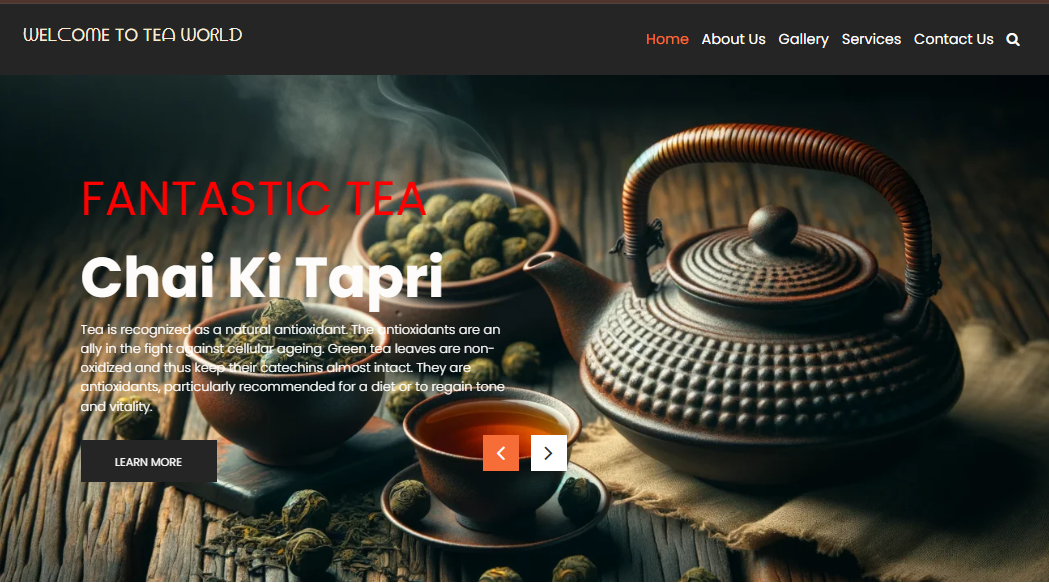 WELCOME TO TEA WORLD
Home About Us Gallery Services Contact Us
FANTASTIC TEA
Chai Ki Tapri
Tea is recognized as a natural antioxidant. The antioxidants are an
ally in the fight against cellular ageing. Green tea leaves are non-
oxidized and thus keep their catechins almost intact. They are
antioxidants, particularly recommended for a diet or to regain tone
and vitality.
LEARN MORE